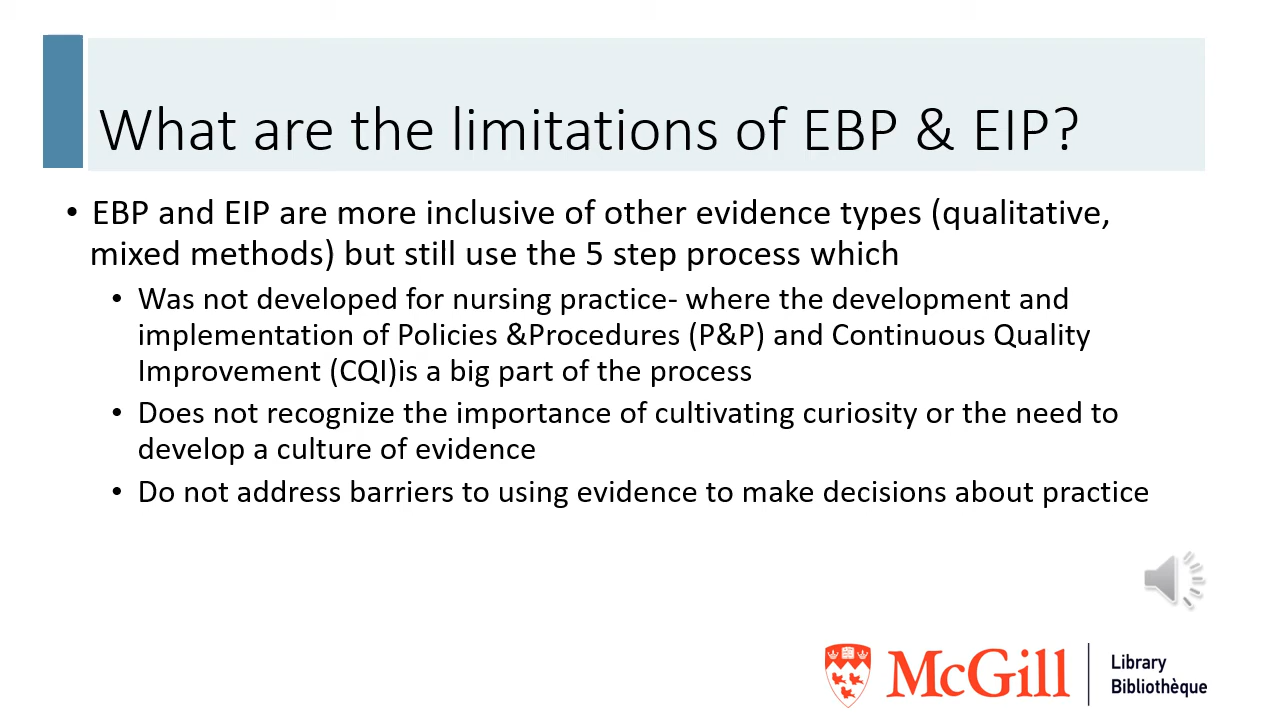 What are the limitations of EBP & EIP?
• EBP and EIP are more inclusive of other evidence types (qualitative,
mixed methods) but still use the 5 step process which
• Was not developed for nursing practice- where the development and
implementation of Policies &Procedures (P&P) and Continuous Quality
Improvement (CQI)is a big part of the process
• Does not recognize the importance of cultivating curiosity or the need to
develop a culture of evidence
• Do not address barriers to using evidence to make decisions about practice
McGill
Library
Bibliothèque